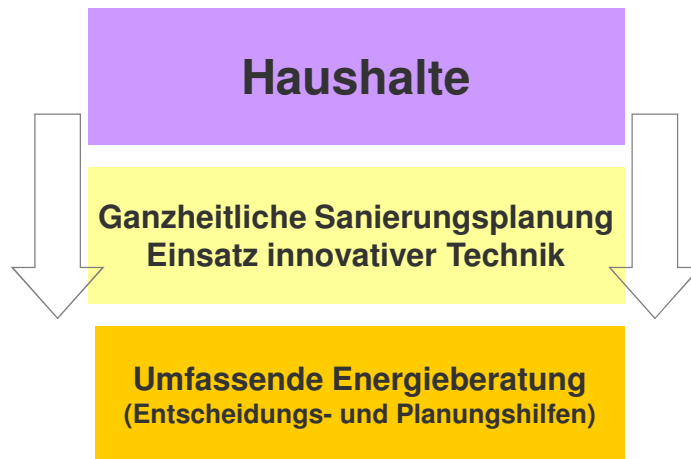 Haushalte
Ganzheitliche Sanierungsplanung
Einsatz innovativer Technik
Umfassende Energieberatung
(Entscheidungs- und Planungshilfen)